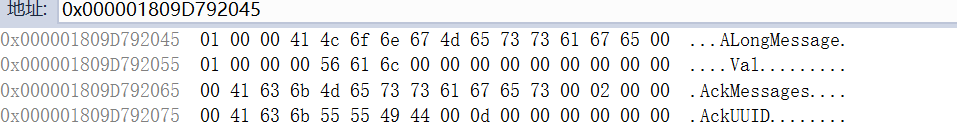 地址: 0x000001809D792045
0x000001809D792045 01 00 00 41 4c 6f 6e 67 4d 65 73 73 61 67 65 00 ...ALongMessage.
0x000001809D792055 01 00 00 00 56 61 6c 00 00 00 00 00 00 00 00 00 ....Val.........
0x000001809D792065 00 41 63 6b 4d 65 73 73 61 67 65 73 00 02 00 00 .AckMessages....
0x000001809D792075 00 41 63 6b 55 55 49 44 00 0d 00 00 00 00 00 00 .AckUUID........